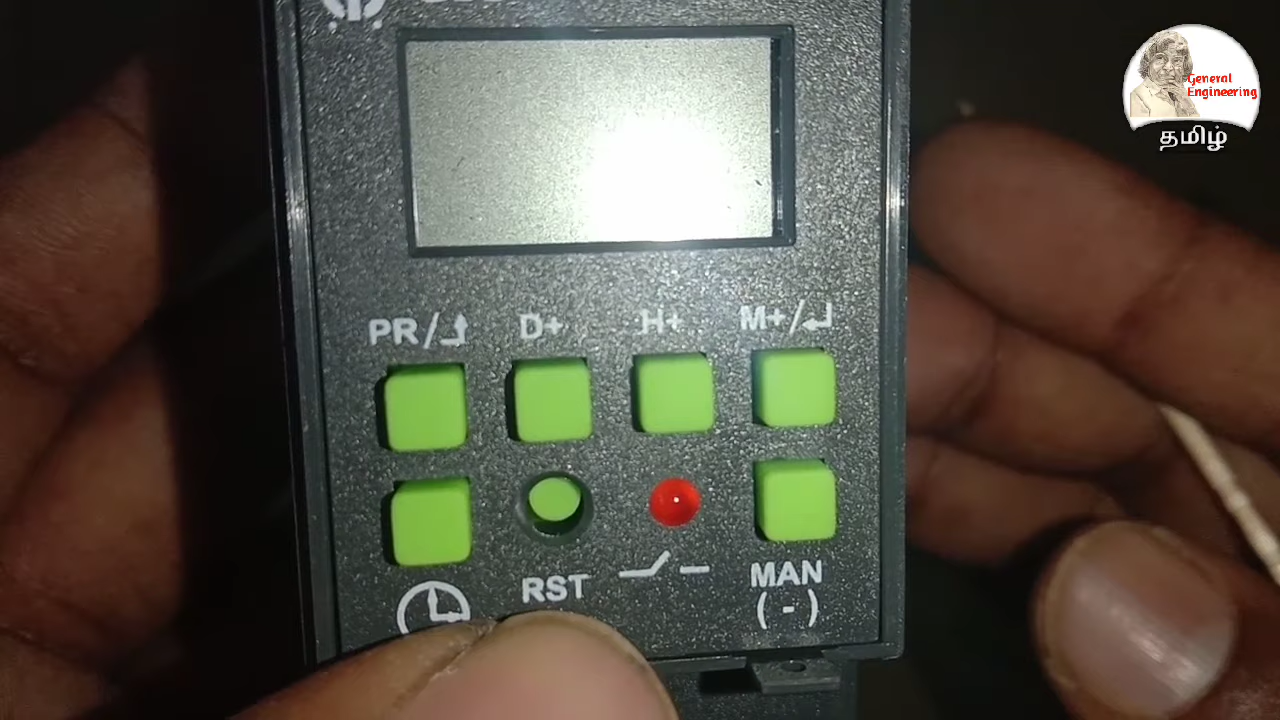 General
Engineering
தமிழ்
PR/ D+ H+ M+/
RST MAN
(-)